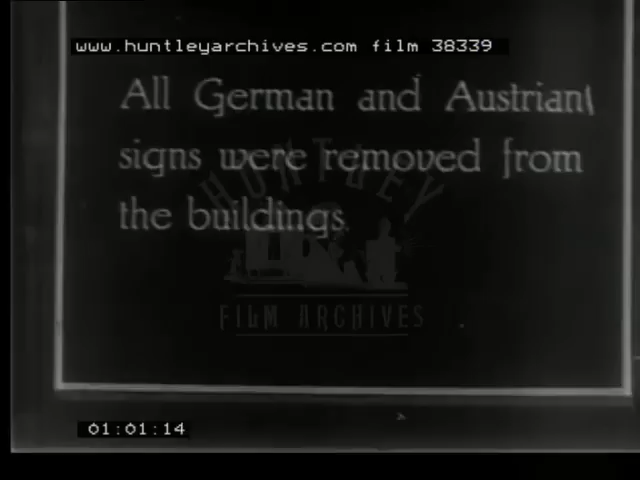 www.huntleyarchives.com film 38339
All German and Austrian
signs were removed from
the buildings.
HUNTLEY
FILM ARCHIVES
01:01:14